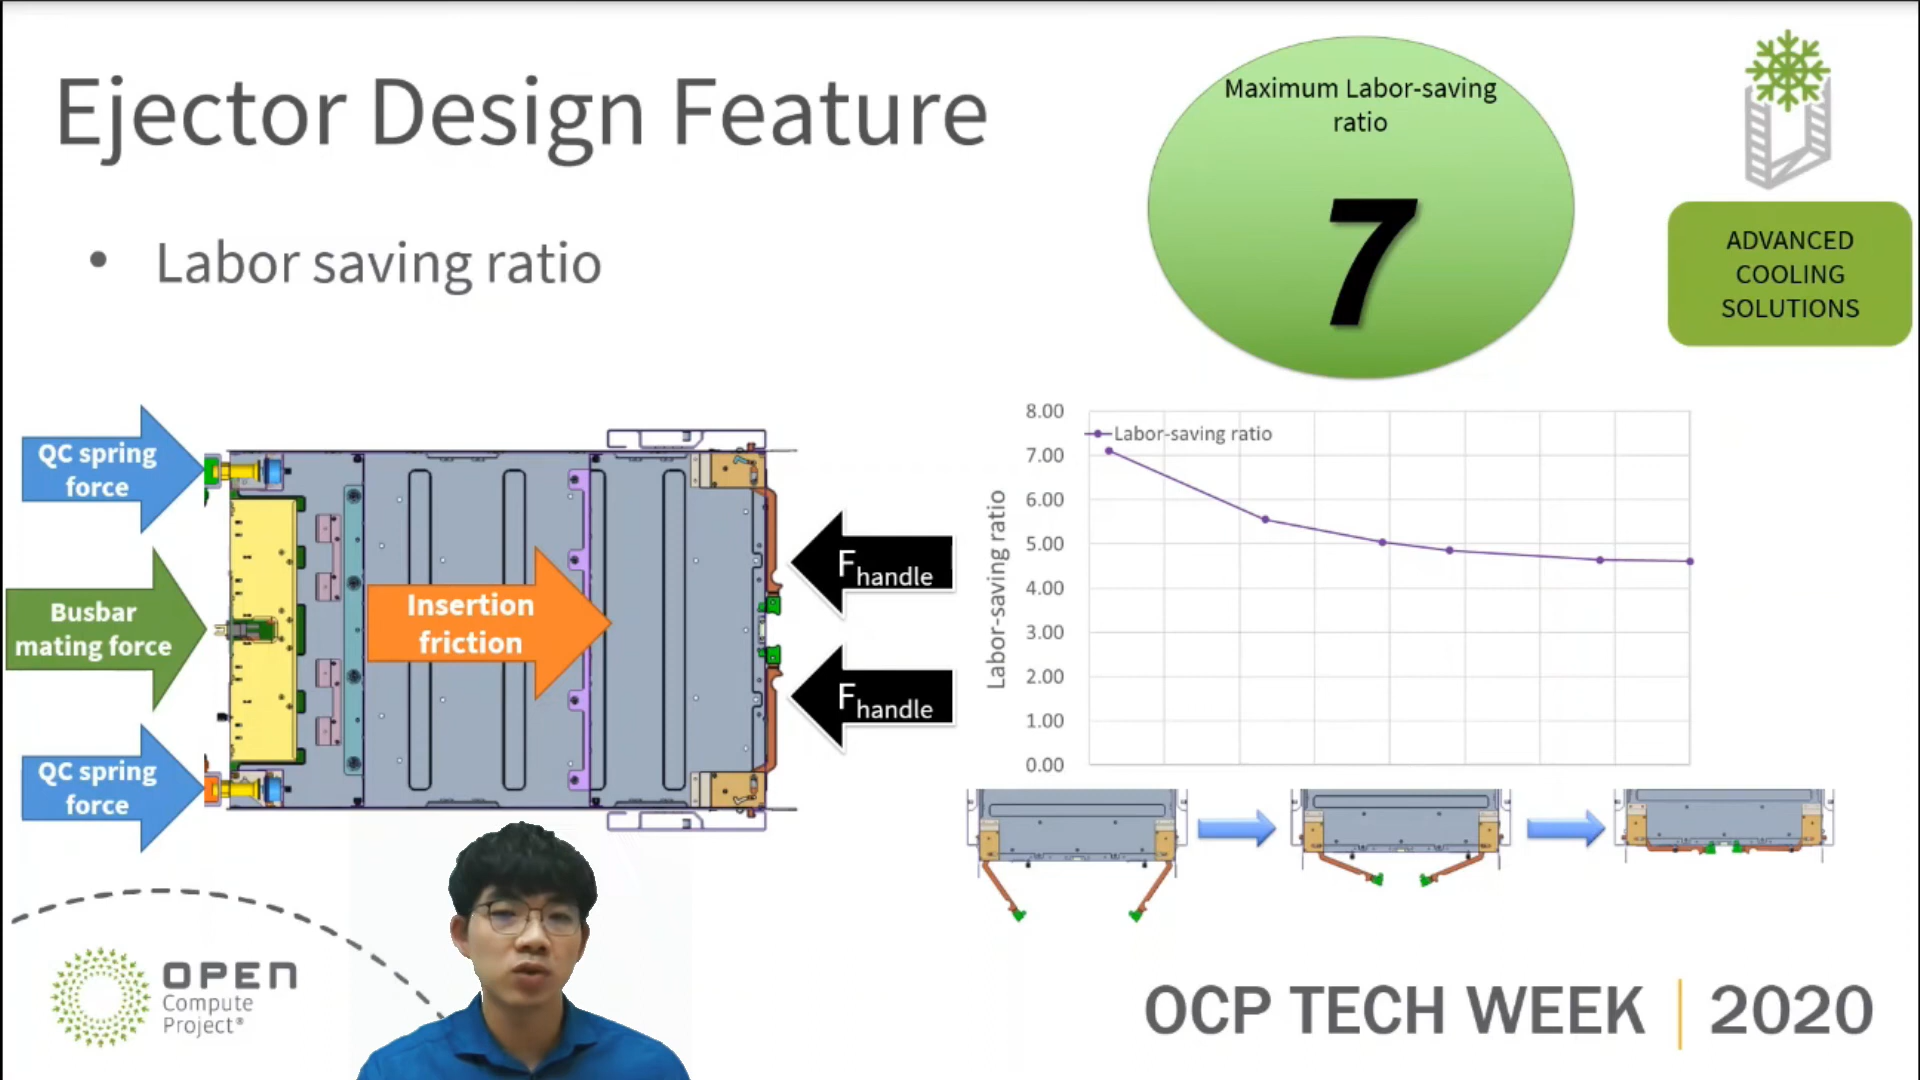 Ejector Design Feature
• Labor saving ratio
Maximum Labor-saving
ratio
7
ADVANCED
COOLING
SOLUTIONS
QC spring
force
Busbar
mating force
QC spring
force
Insertion
friction
Fhandle
Fhandle
Labor-saving ratio
Labor-saving ratio
8.00
7.00
6.00
5.00
4.00
3.00
2.00
1.00
0.00
OPEN
Compute
Project®
OCP TECH WEEK | 2020